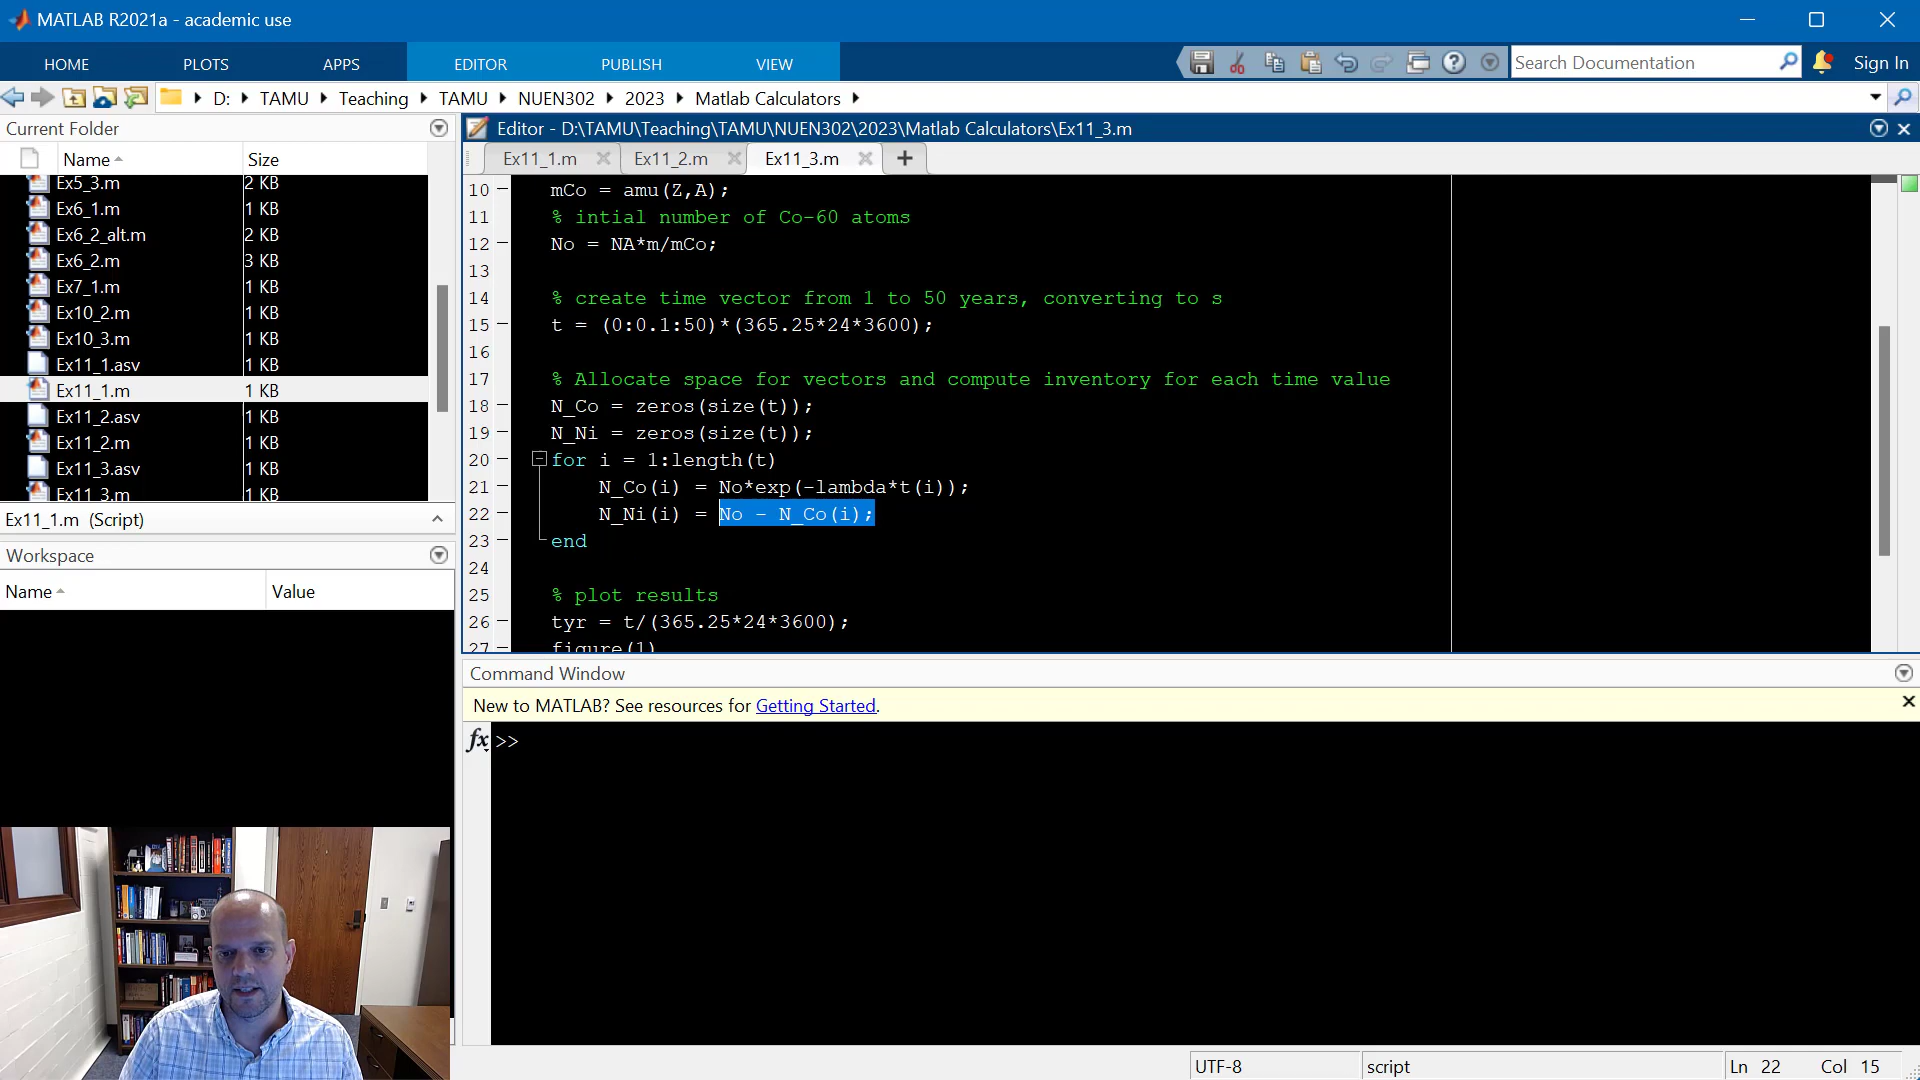 MATLAB R2021a - academic use
HOME PLOTS APPS EDITOR PUBLISH VIEW Search Documentation Sign In
D: TAMU Teaching TAMU NUEN302 2023 Matlab Calculators
Current Folder
Name Size
Ex5_3.m 2 KB
Ex6_1.m 1 KB
Ex6_2_alt.m 2 KB
Ex6_2.m 3 KB
Ex7_1.m 1 KB
Ex10_2.m 1 KB
Ex10_3.m 1 KB
Ex11_1.asv 1 KB
Ex11_1.m 1 KB
Ex11_2.asv 1 KB
Ex11_2.m 1 KB
Ex11_3.asv 1 KB
Ex11_3.m 1 KB
Ex11_1.m (Script)
Workspace
Name Value
Editor - D:\TAMU\Teaching\TAMU\NUEN302\2023\Matlab Calculators\Ex11_3.m
Ex11_1.m Ex11_2.m Ex11_3.m
10 mCo = amu(Z,A);
11 % intial number of Co-60 atoms
12 No = NA*m/mCo;
13
14 % create time vector from 1 to 50 years, converting to s
15 t = (0:0.1:50)*(365.25*24*3600);
16
17 % Allocate space for vectors and compute inventory for each time value
18 N_Co = zeros(size(t));
19 N_Ni = zeros(size(t));
20 for i = 1:length(t)
21 N_Co(i) = No*exp(-lambda*t(i));
22 N_Ni(i) = No - N_Co(i);
23 end
24
25 % plot results
26 tyr = t/(365.25*24*3600);
27 figure(1)
Command Window
New to MATLAB? See resources for Getting Started.
fx >>
UTF-8 script Ln 22 Col 15